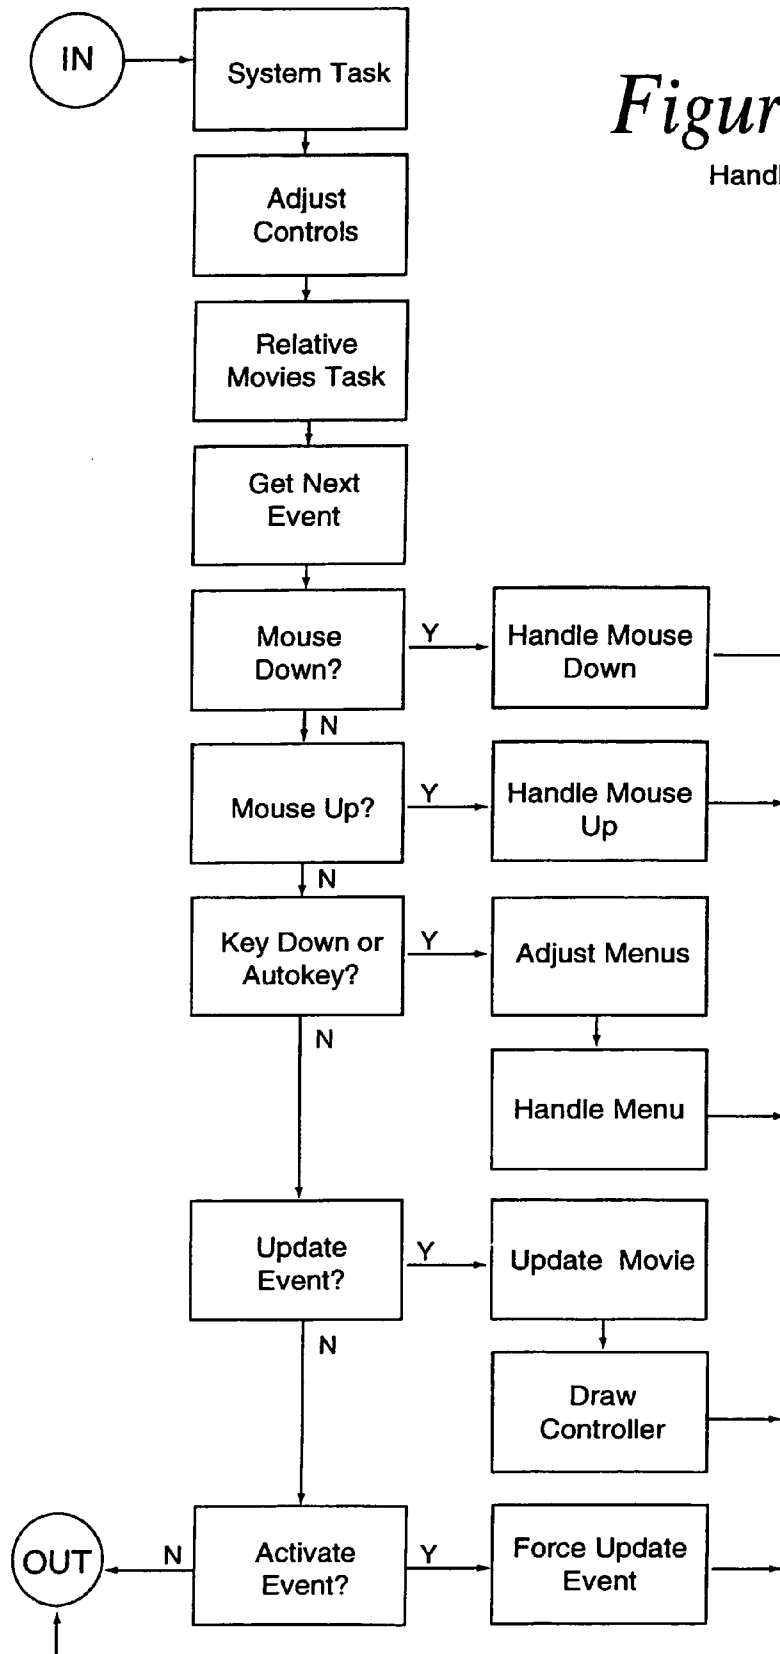 IN
System Task
Figur
Handl
Adjust
Controls
Relative
Movies Task
Get Next
Event
Mouse
Down?
Y
Handle Mouse
Down
N
Mouse Up?
Y
Handle Mouse
Up
N
Key Down or
Autokey?
Y
Adjust Menus
N
Handle Menu
Update
Event?
Y
Update Movie
N
Draw
Controller
OUT
N
Activate
Event?
Y
Force Update
Event